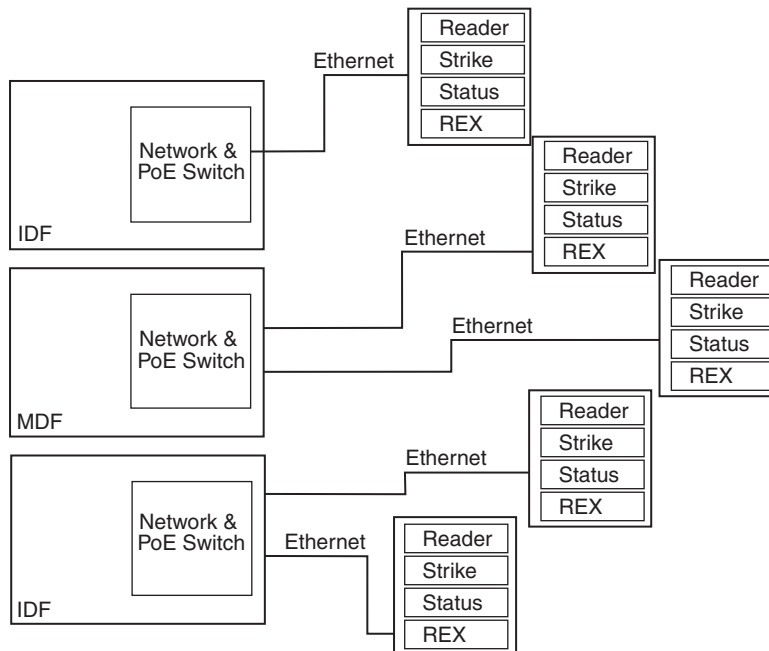 Reader
Strike
Status
REX
Ethernet
Network &
PoE Switch
IDF
Reader
Strike
Status
REX
Ethernet
Network &
PoE Switch
MDF
Reader
Strike
Status
REX
Ethernet
Reader
Strike
Status
REX
Ethernet
Network &
PoE Switch
IDF
Ethernet
Reader
Strike
Status
REX